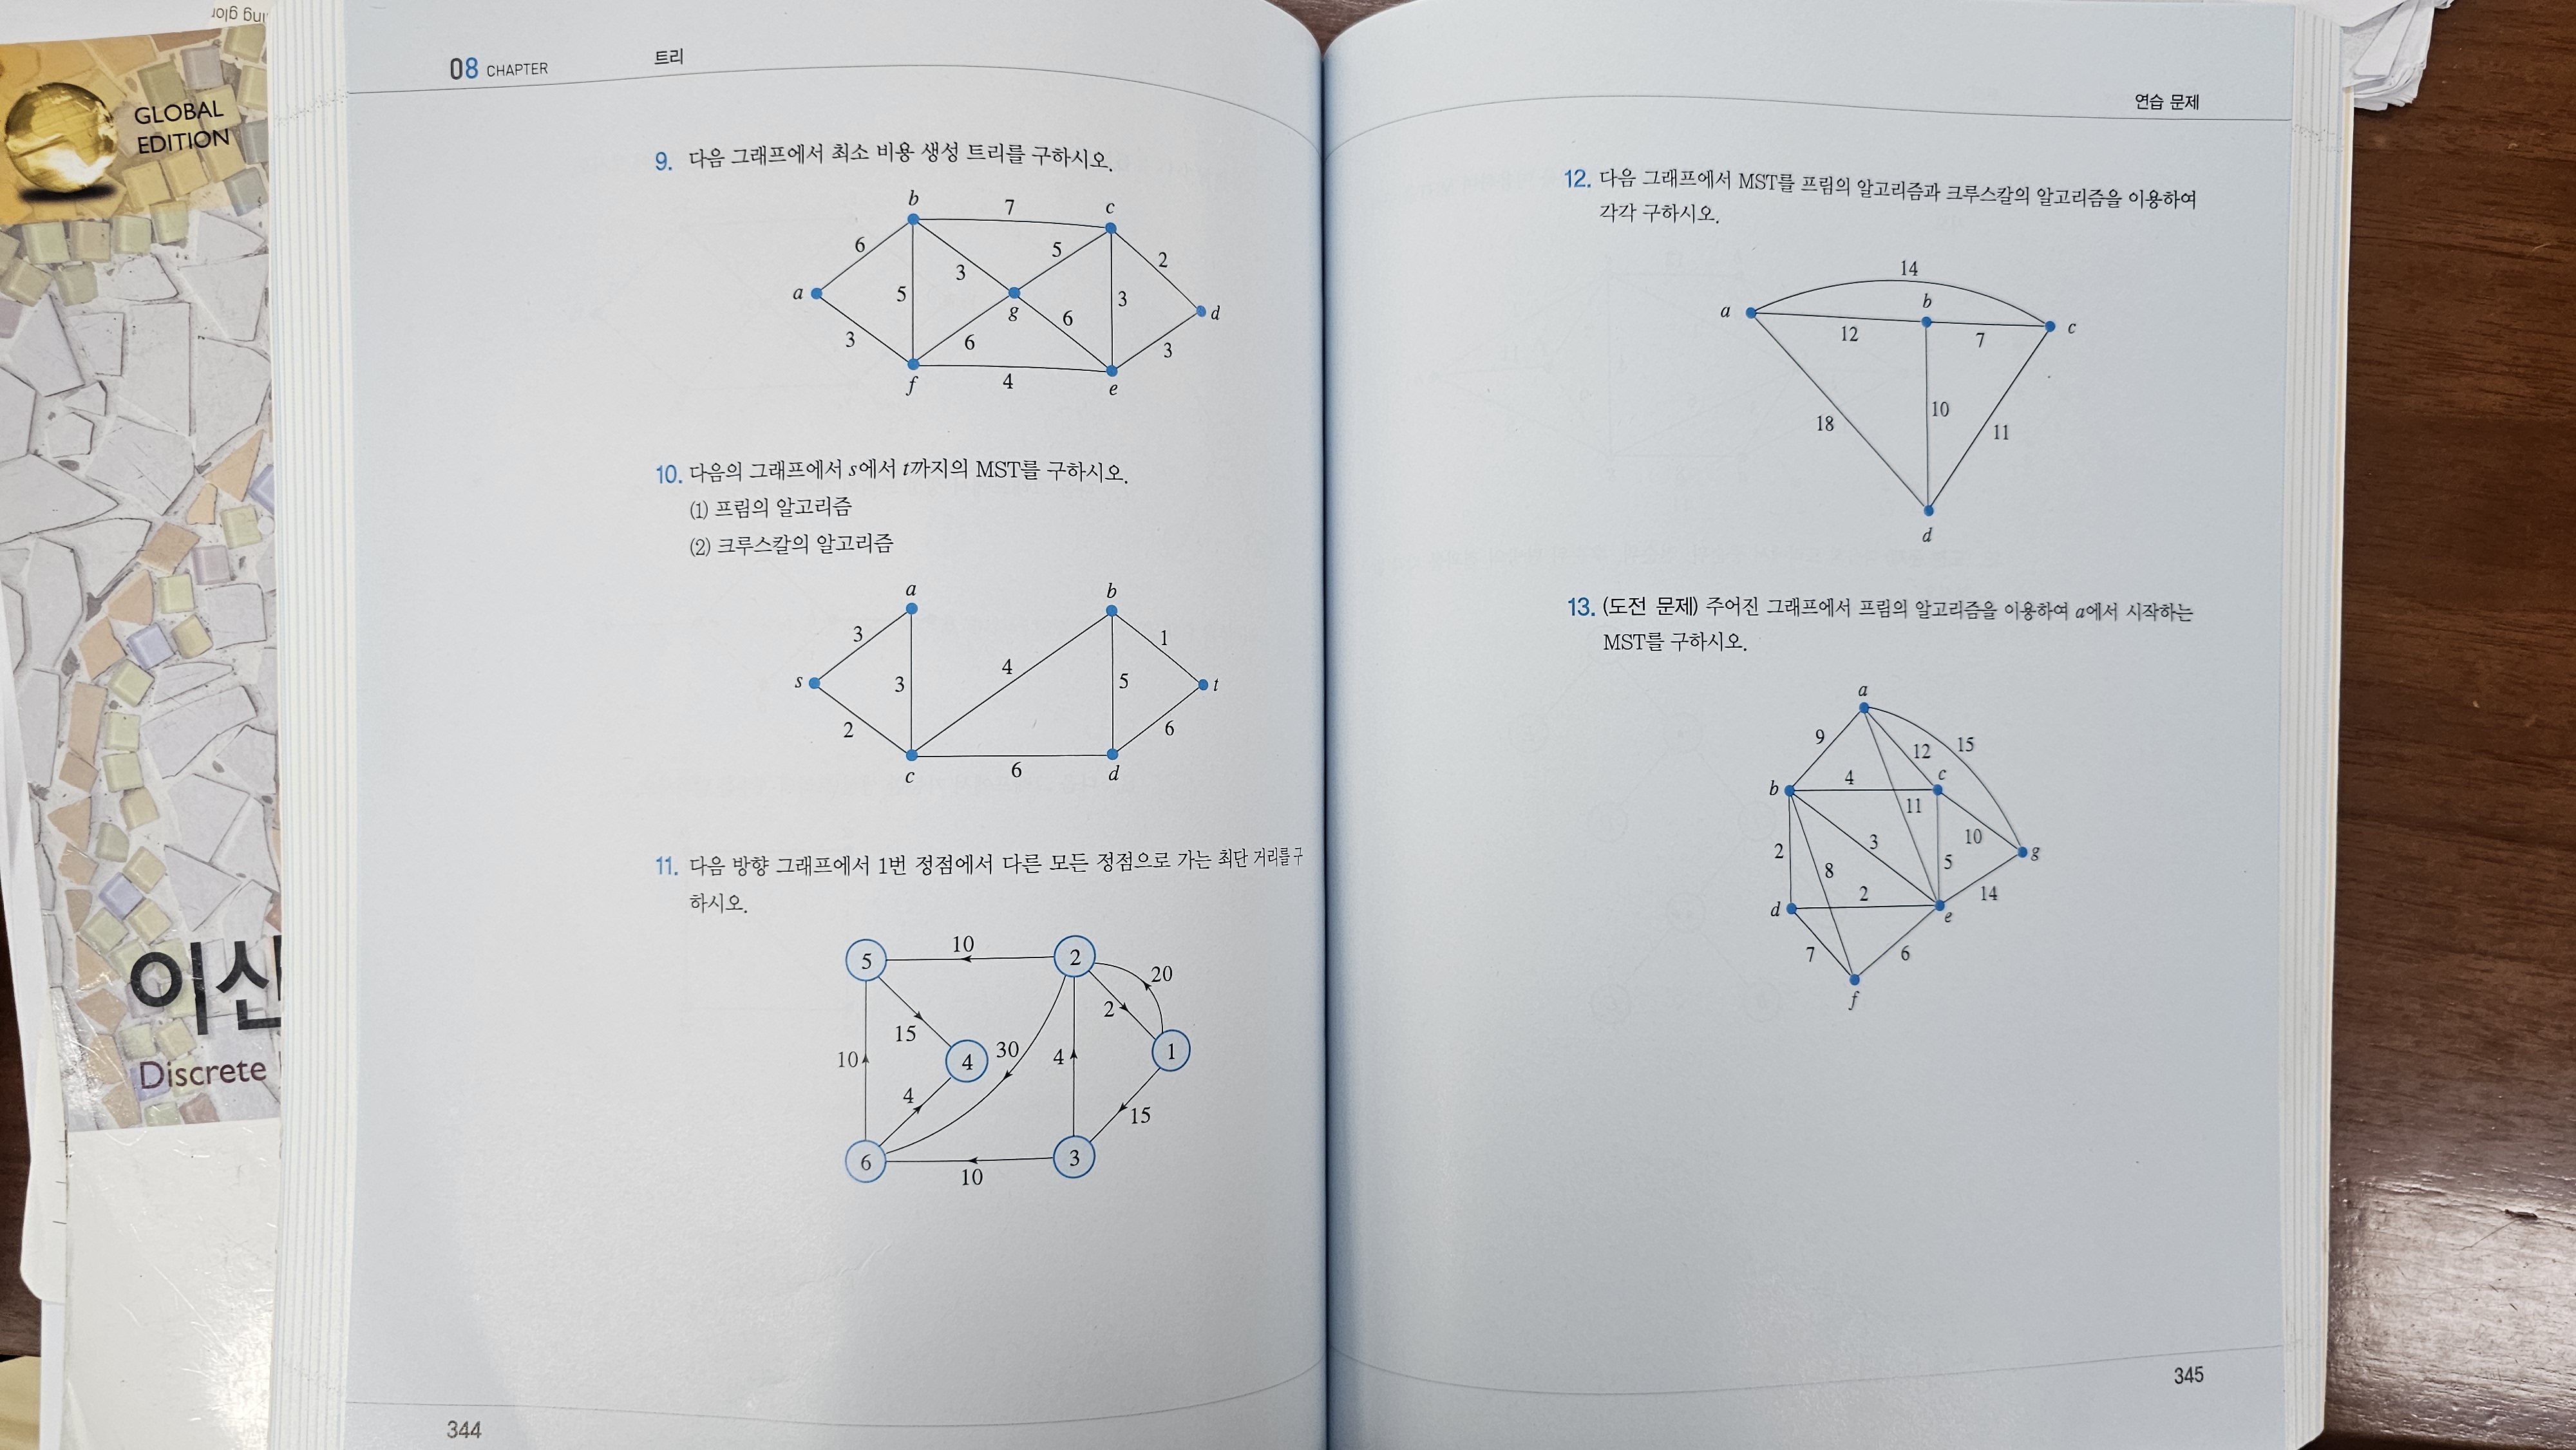 GLOBAL
EDITION
Discrete
08 CHAPTER
트리
9. 다음 그래프에서 최소 비용 생성 트리를 구하시오.
b
7
c
6
5
2
3
a
5
3
g
6
d
3
6
3
f
4
e
10. 다음의 그래프에서 s에서 t까지의 MST를 구하시오.
(1) 프림의 알고리즘
(2) 크루스칼의 알고리즘
a
b
3
1
4
s
3
5
t
2
6
c
6
d
11. 다음 방향 그래프에서 1번 정점에서 다른 모든 정점으로 가는 최단 거리를 구
하시오.
10
5
2
20
2
15
10
4
30
4
1
4
15
6
3
10
344
연습 문제
12. 다음 그래프에서 MST를 프림의 알고리즘과 크루스칼의 알고리즘을 이용하여
각각 구하시오.
14
a
b
c
12
7
18
10
11
d
13. (도전 문제) 주어진 그래프에서 프림의 알고리즘을 이용하여 a에서 시작하는
MST를 구하시오.
a
9
12
15
b
4
c
11
10
2
3
g
8
5
2
14
d
e
7
6
f
345